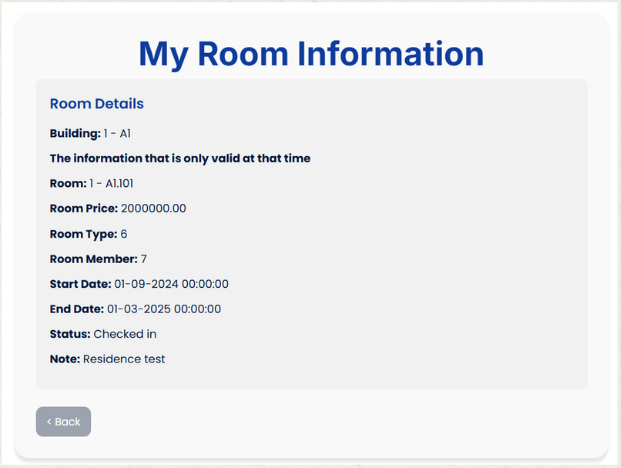 My Room Information
Room Details
Building: 1 - A1
The information that is only valid at that time
Room: 1 - A1.101
Room Price: 2000000.00
Room Type: 6
Room Member: 7
Start Date: 01-09-2024 00:00:00
End Date: 01-03-2025 00:00:00
Status: Checked in
Note: Residence test
< Back